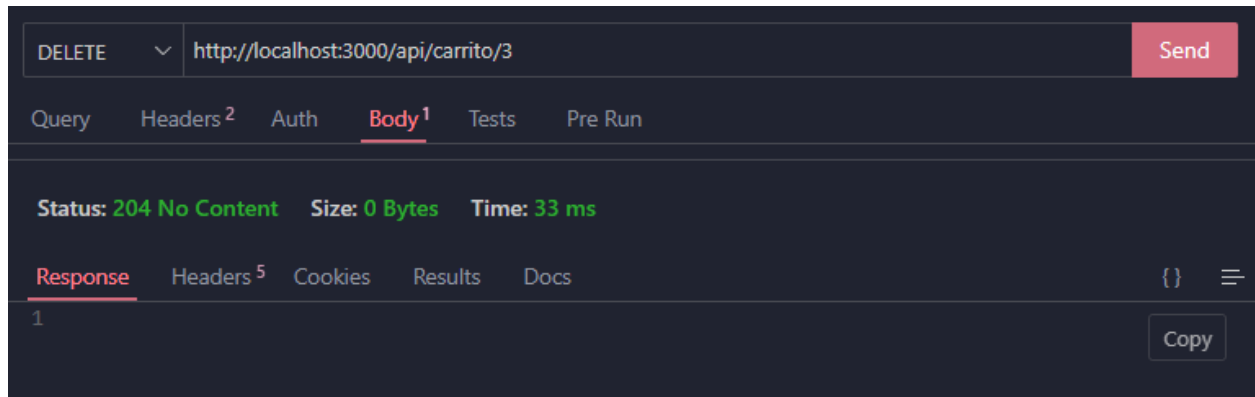 DELETE http://localhost:3000/api/carrito/3 Send
Query Headers 2 Auth Body 1 Tests Pre Run
Status: 204 No Content Size: 0 Bytes Time: 33 ms
Response Headers 5 Cookies Results Docs { }
1
Copy